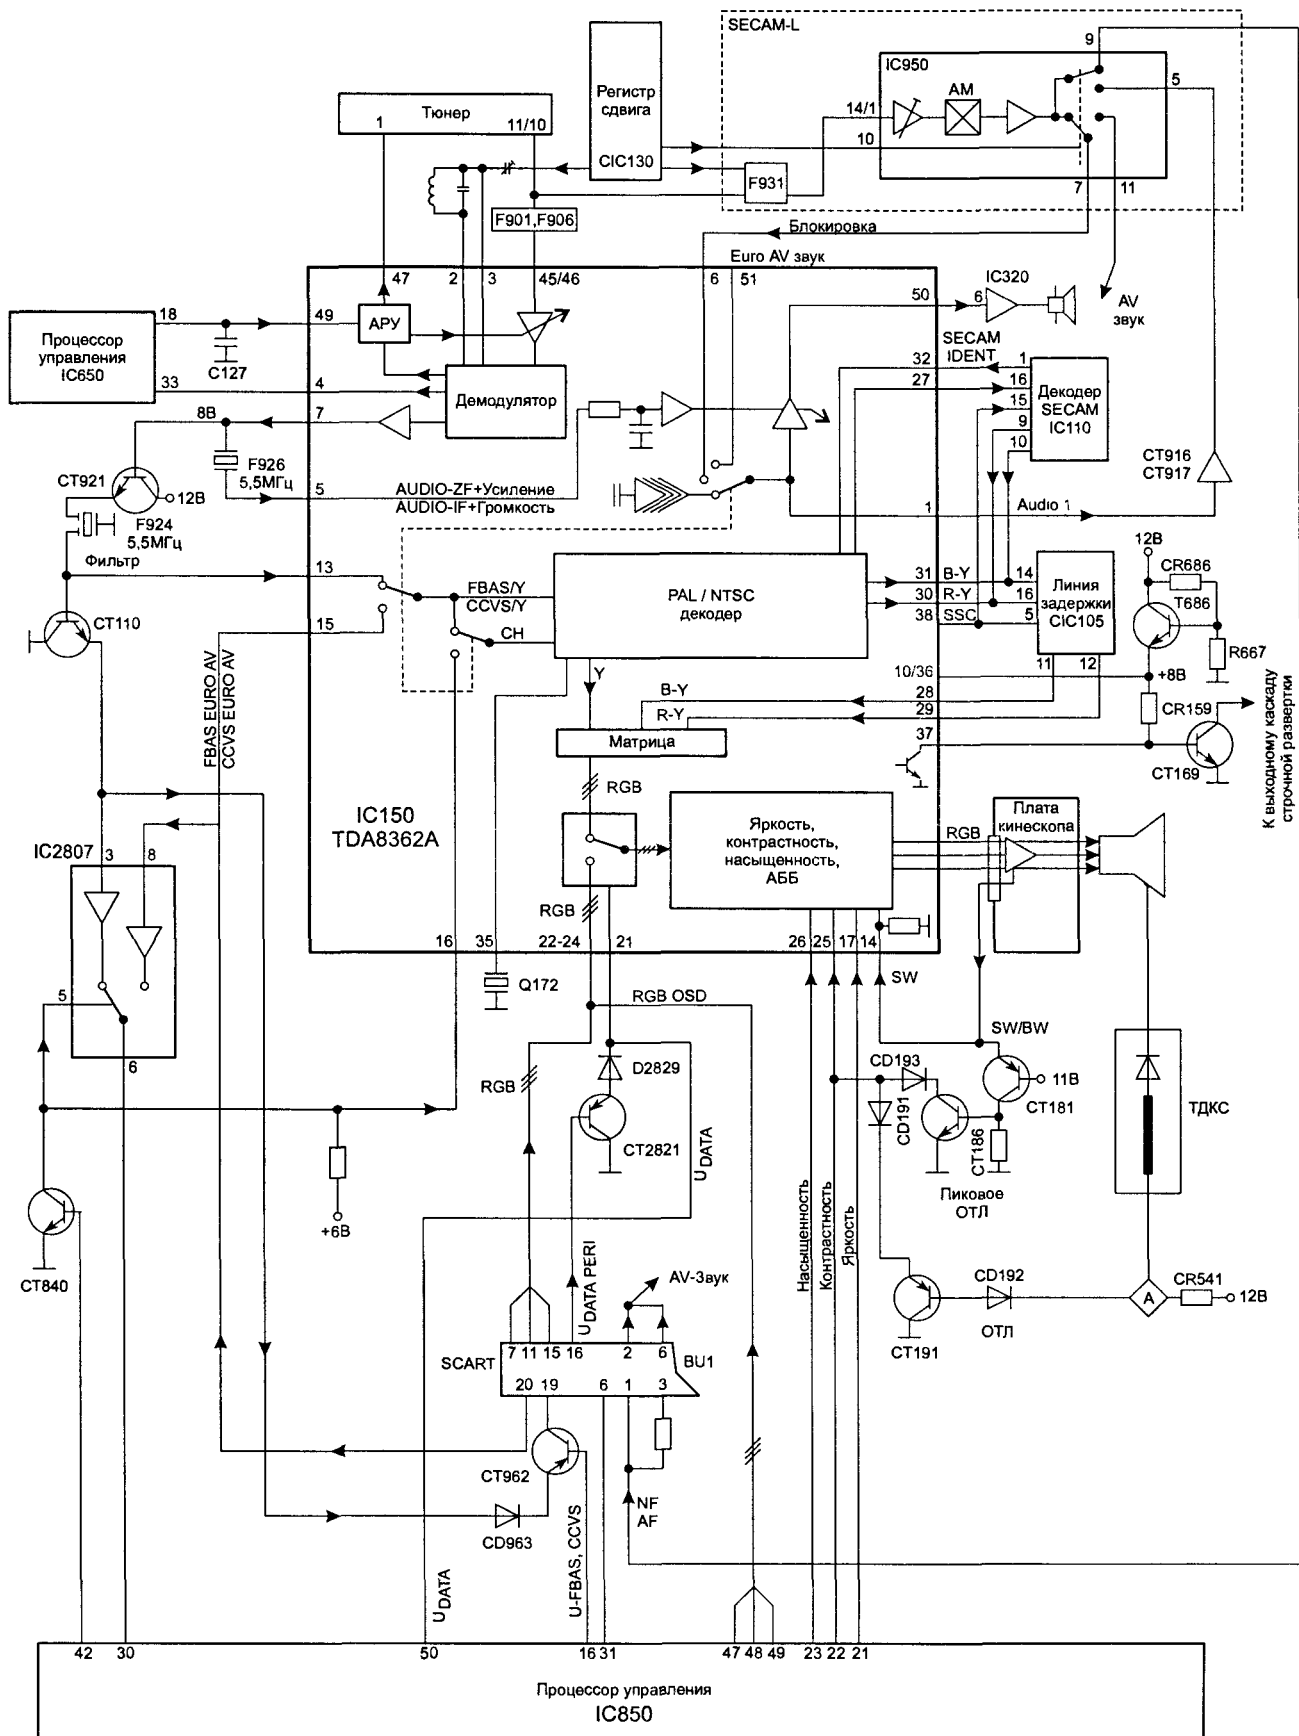 SECAM-L
9
IC950
5
AM
14/1
10
7
11
Регистр
сдвига
CIC130
Тюнер
1
11/10
F931
F901,F906
Блокировка
Euro AV звук
47
2
3
45/46
6
51
50
6
IC320
AV
звук
18
49
АРУ
Процессор
управления
IC650
C127
33
4
Демодулятор
SECAM
IDENT
32
27
1
16
15
9
10
Декодер
SECAM
IC110
8В
7
CT921
12В
F926
5,5МГц
5
AUDIO-ZF+Усиление
AUDIO-IF+Громкость
CT916
CT917
1
Audio 1
F924
5,5МГц
Фильтр
13
15
CT110
FBAS/Y
CCVS/Y
CH
PAL / NTSC
декодер
31
B-Y
14
30
R-Y
16
38
SSC
5
Линия
задержки
CIC105
11
12
12В
CR686
T686
R667
10/36
+8В
28
B-Y
29
R-Y
37
CR159
CT169
К выходному каскаду
строчной развертки
Y
Матрица
RGB
FBAS EURO AV
CCVS EURO AV
IC150
TDA8362A
Яркость,
контрастность,
насыщенность,
АББ
RGB
Плата
кинескопа
IC2807
3
8
5
6
RGB
16
35
22-24
21
26
25
17
14
Q172
RGB OSD
SW
SW/BW
RGB
D2829
CT2821
U DATA
CD193
CD191
CT186
11В
CT181
ТДКС
Пиковое
ОТЛ
+6В
CT840
Насыщенность
Контрастность
Яркость
U DATA PERI
AV-Звук
CT191
CD192
ОТЛ
A
CR541
12В
SCART
7
11
15
16
2
6
BU1
20
19
6
1
3
CT962
CD963
NF
AF
U DATA
U-FBAS, CCVS
42
30
50
16
31
47
48
49
23
22
21
Процессор управления
IC850